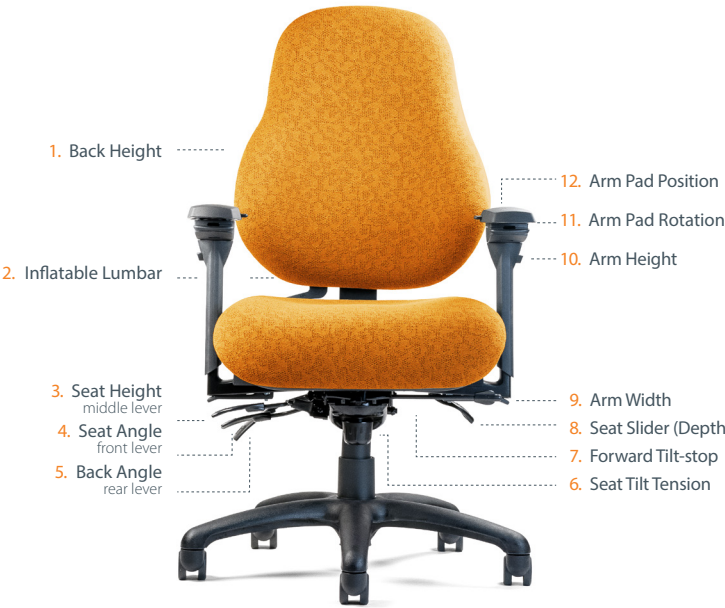 1. Back Height
2. Inflatable Lumbar
3. Seat Height
middle lever
4. Seat Angle
front lever
5. Back Angle
rear lever
12. Arm Pad Position
11. Arm Pad Rotation
10. Arm Height
9. Arm Width
8. Seat Slider (Depth
7. Forward Tilt-stop
6. Seat Tilt Tension